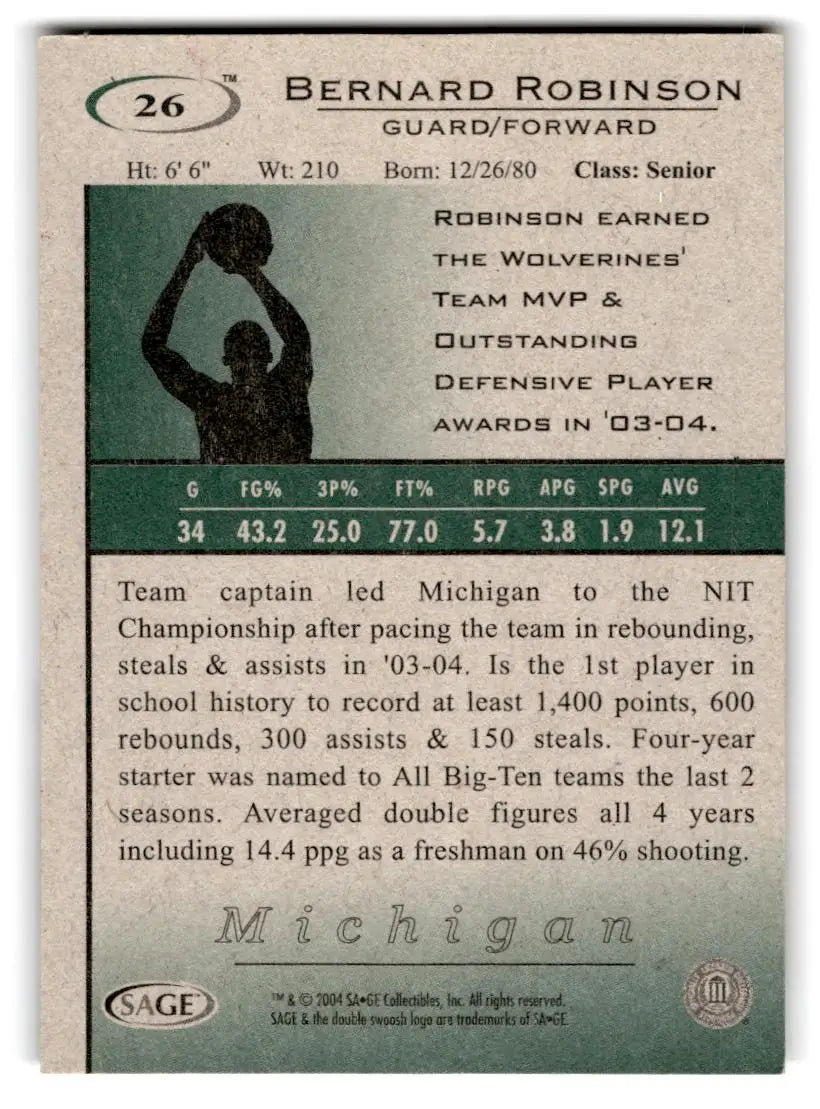 26
TM
BERNARD ROBINSON
GUARD/FORWARD
Ht: 6' 6" Wt: 210 Born: 12/26/80 Class: Senior
ROBINSON EARNED
THE WOLVERINES'
TEAM MVP &
OUTSTANDING
DEFENSIVE PLAYER
AWARDS IN '03-04.
G FG% 3P% FT% RPG APG SPG AVG
34 43.2 25.0 77.0 5.7 3.8 1.9 12.1
Team captain led Michigan to the NIT
Championship after pacing the team in rebounding,
steals & assists in '03-04. Is the 1st player in
school history to record at least 1,400 points, 600
rebounds, 300 assists & 150 steals. Four-year
starter was named to All Big-Ten teams the last 2
seasons. Averaged double figures all 4 years
including 14.4 ppg as a freshman on 46% shooting.
Michigan
SAGE™
™ & © 2004 SA•GE Collectibles, Inc. All rights reserved.
SAGE & the double swoosh logo are trademarks of SA•GE.